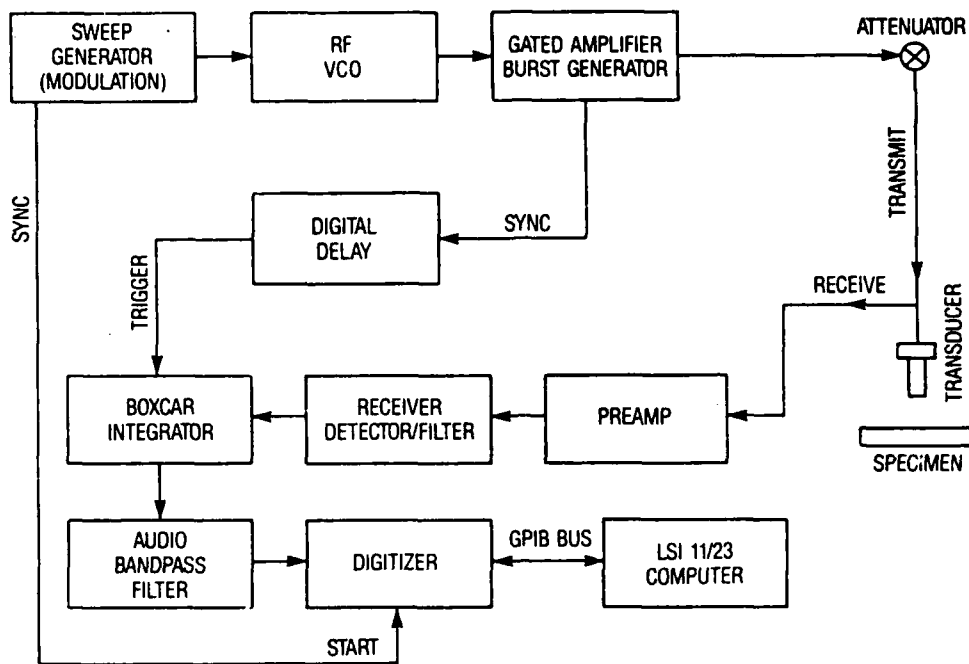 SWEEP
GENERATOR
(MODULATION)
RF
VCO
GATED AMPLIFIER
BURST GENERATOR
ATTENUATOR
TRANSMIT
SYNC
DIGITAL
DELAY
SYNC
TRIGGER
RECEIVE
TRANSDUCER
BOXCAR
INTEGRATOR
RECEIVER
DETECTOR/FILTER
PREAMP
SPECIMEN
AUDIO
BANDPASS
FILTER
DIGITIZER
GPIB BUS
LSI 11/23
COMPUTER
START